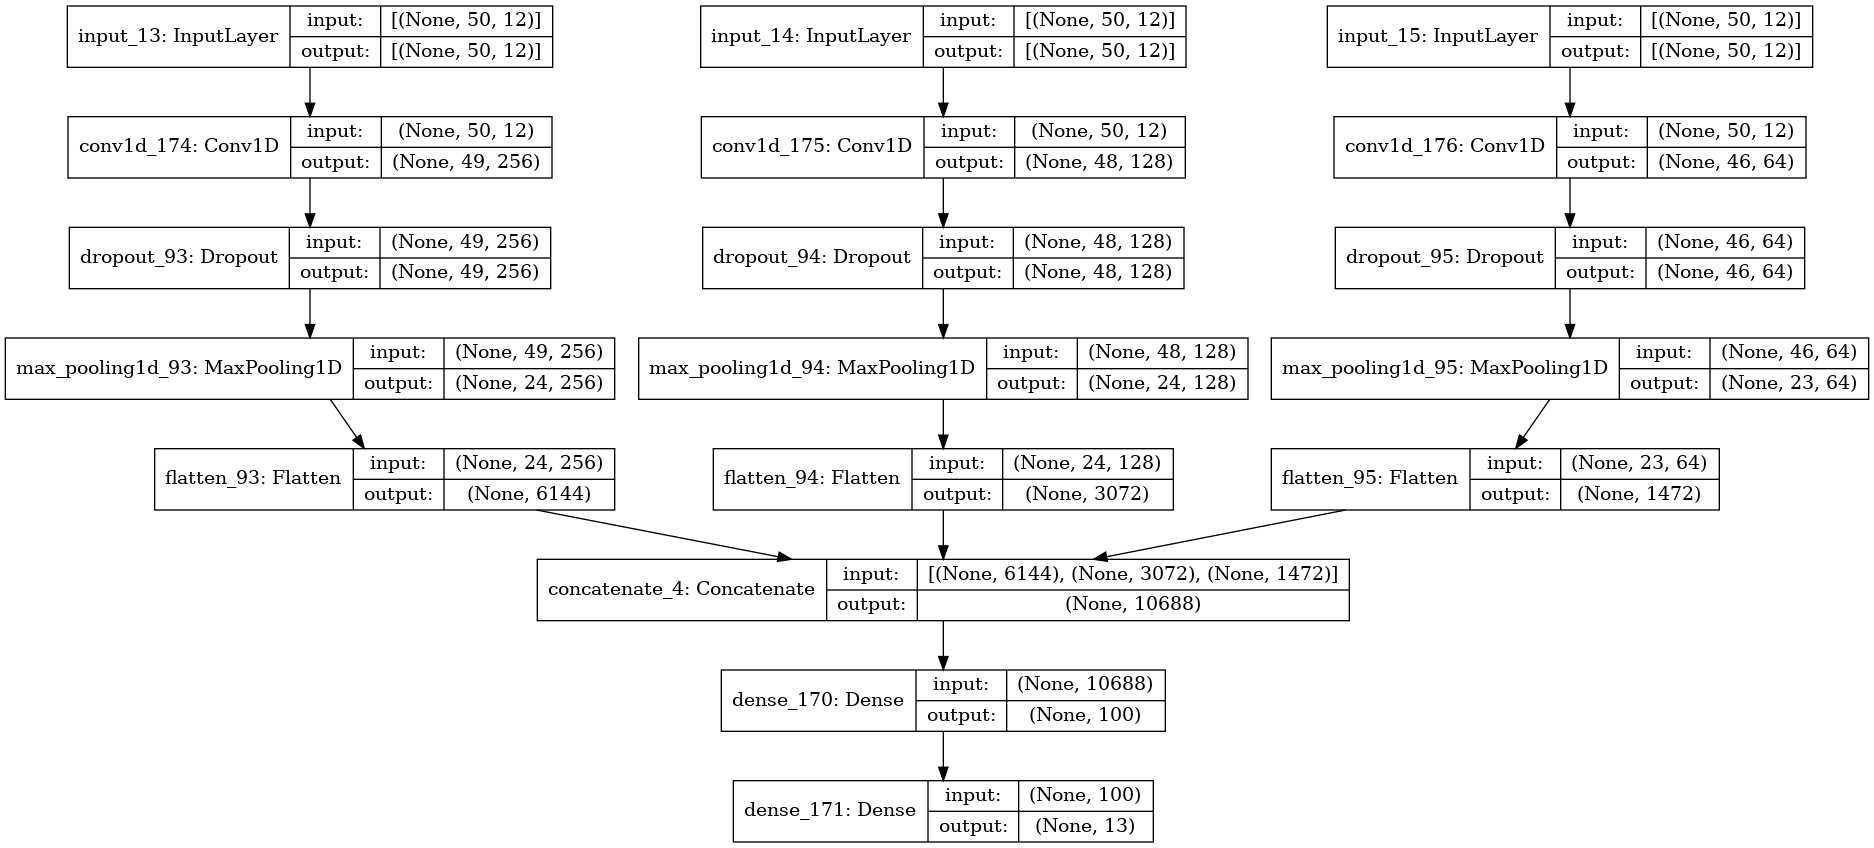 input_13: InputLayer input: [(None, 50, 12)] output: [(None, 50, 12)]
input_14: InputLayer input: [(None, 50, 12)] output: [(None, 50, 12)]
input_15: InputLayer input: [(None, 50, 12)] output: [(None, 50, 12)]
conv1d_174: Conv1D input: (None, 50, 12) output: (None, 49, 256)
conv1d_175: Conv1D input: (None, 50, 12) output: (None, 48, 128)
conv1d_176: Conv1D input: (None, 50, 12) output: (None, 46, 64)
dropout_93: Dropout input: (None, 49, 256) output: (None, 49, 256)
dropout_94: Dropout input: (None, 48, 128) output: (None, 48, 128)
dropout_95: Dropout input: (None, 46, 64) output: (None, 46, 64)
max_pooling1d_93: MaxPooling1D input: (None, 49, 256) output: (None, 24, 256)
max_pooling1d_94: MaxPooling1D input: (None, 48, 128) output: (None, 24, 128)
max_pooling1d_95: MaxPooling1D input: (None, 46, 64) output: (None, 23, 64)
flatten_93: Flatten input: (None, 24, 256) output: (None, 6144)
flatten_94: Flatten input: (None, 24, 128) output: (None, 3072)
flatten_95: Flatten input: (None, 23, 64) output: (None, 1472)
concatenate_4: Concatenate input: [(None, 6144), (None, 3072), (None, 1472)] output: (None, 10688)
dense_170: Dense input: (None, 10688) output: (None, 100)
dense_171: Dense input: (None, 100) output: (None, 13)